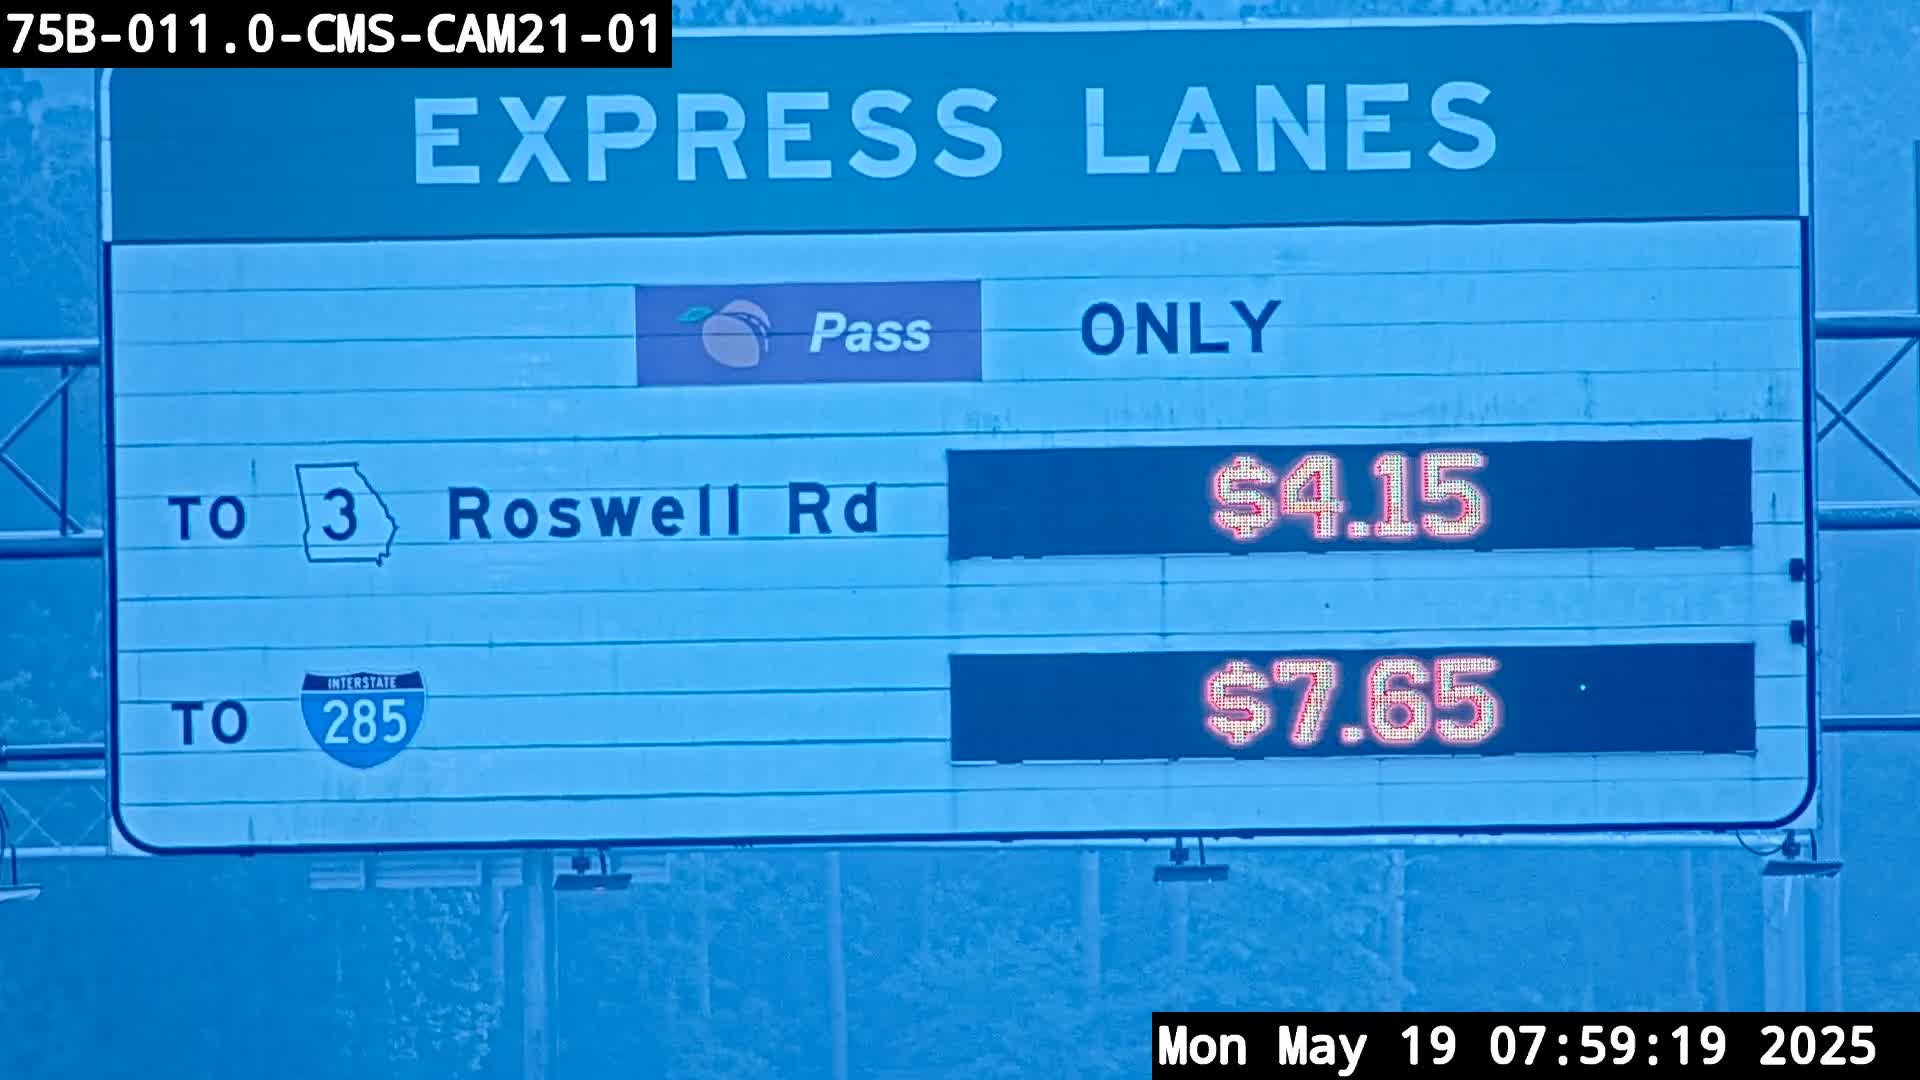 75B-011.0-CMS-CAM21-01
EXPRESS LANES
Pass ONLY
TO 3 Roswell Rd $4.15
INTERSTATE
TO 285 $7.65
Mon May 19 07:59:19 2025